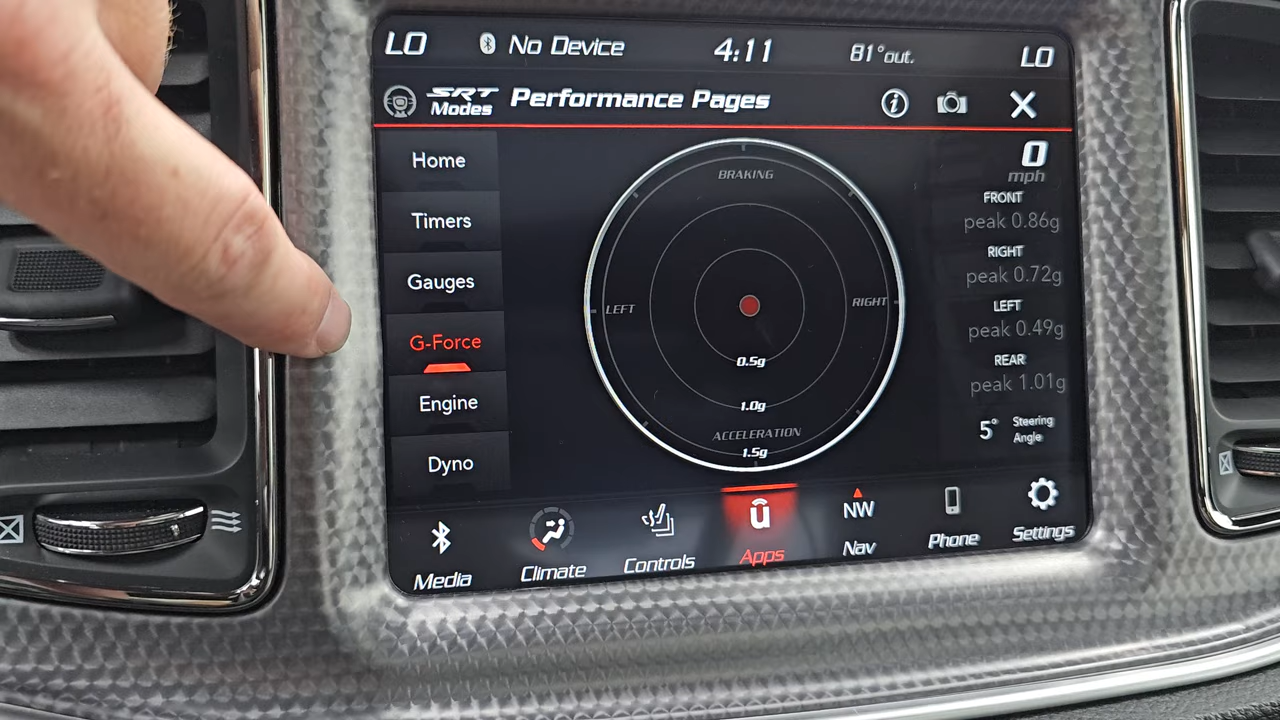 LO No Device 4:11 81°out. LO
SRT Modes Performance Pages
Home
Timers
Gauges
G-Force
Engine
Dyno
BRAKING
LEFT
RIGHT
0.5g
1.0g
ACCELERATION
1.5g
0
mph
FRONT
peak 0.86g
RIGHT
peak 0.72g
LEFT
peak 0.49g
REAR
peak 1.01g
5° Steering
Angle
NW
Media Climate Controls Apps Nav Phone Settings